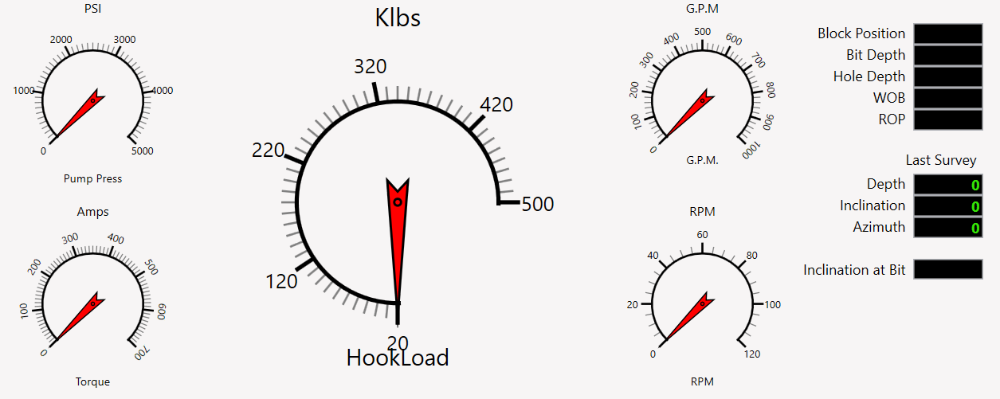 PSI
0
1000
2000
3000
4000
5000
Pump Press
Amps
0
100
200
300
400
500
600
700
Torque
Klbs
20
120
220
320
420
500
HookLoad
G.P.M
0
100
200
300
400
500
600
700
800
900
1000
G.P.M.
RPM
0
20
40
60
80
100
120
RPM
Block Position
Bit Depth
Hole Depth
WOB
ROP
Last Survey
Depth 0
Inclination 0
Azimuth 0
Inclination at Bit